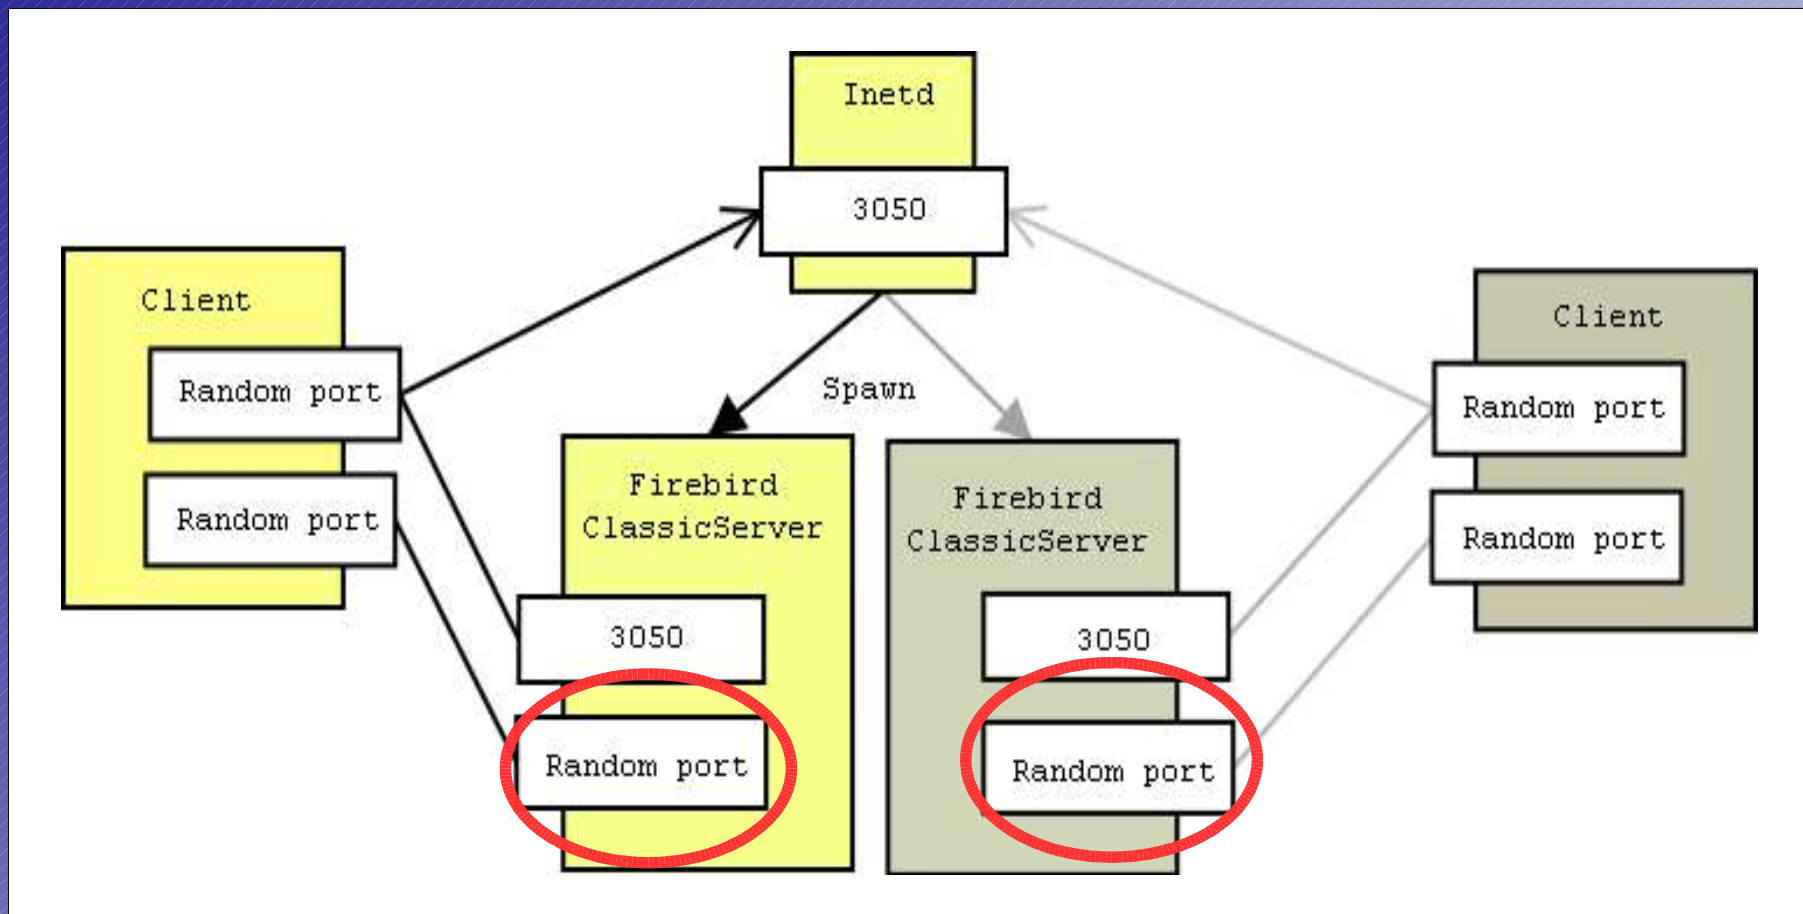 Inetd
3050
Client
Random port
Random port
Spawn
Firebird
ClassicServer
3050
Random port
Firebird
ClassicServer
3050
Random port
Client
Random port
Random port